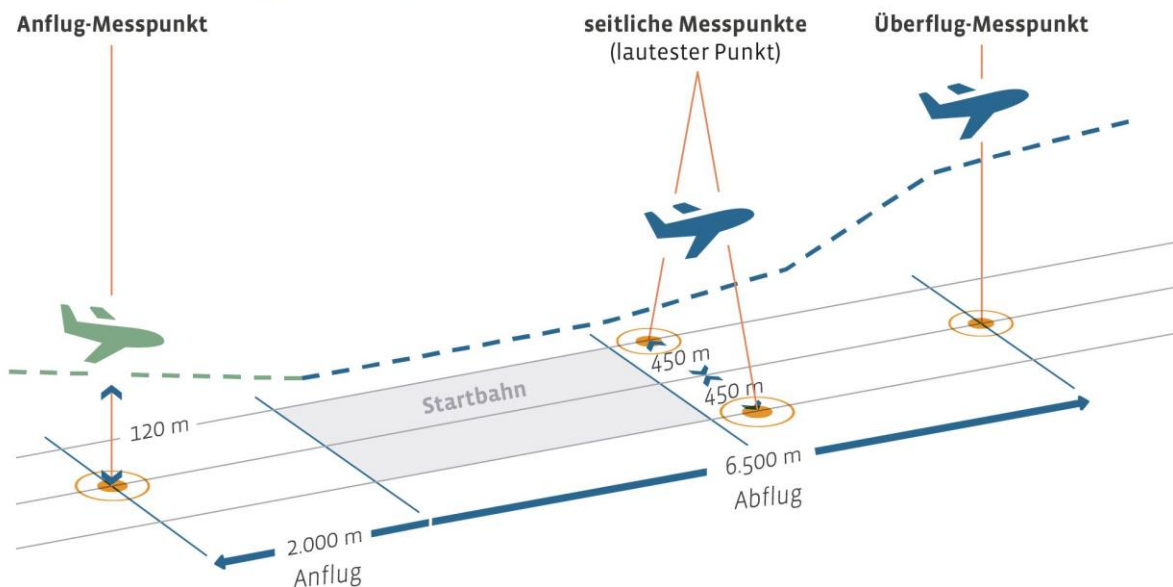 Anflug-Messpunkt
seitliche Messpunkte
(lautester Punkt)
Überflug-Messpunkt
120 m
Startbahn
450 m
450 m
6.500 m
Abflug
2.000 m
Anflug